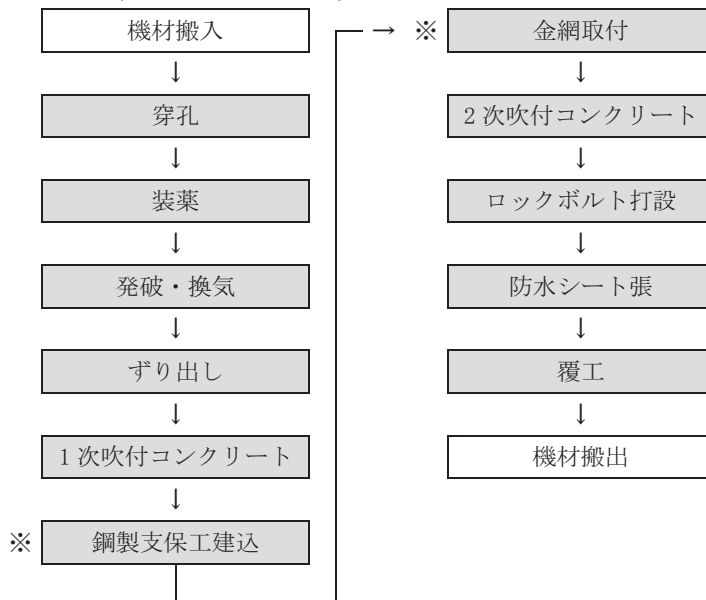 機材搬入
↓
穿孔
↓
装薬
↓
発破・換気
↓
ずり出し
↓
1次吹付コンクリート
↓
※ 鋼製支保工建込
→ ※ 金網取付
↓
2次吹付コンクリート
↓
ロックボルト打設
↓
防水シート張
↓
覆工
↓
機材搬出